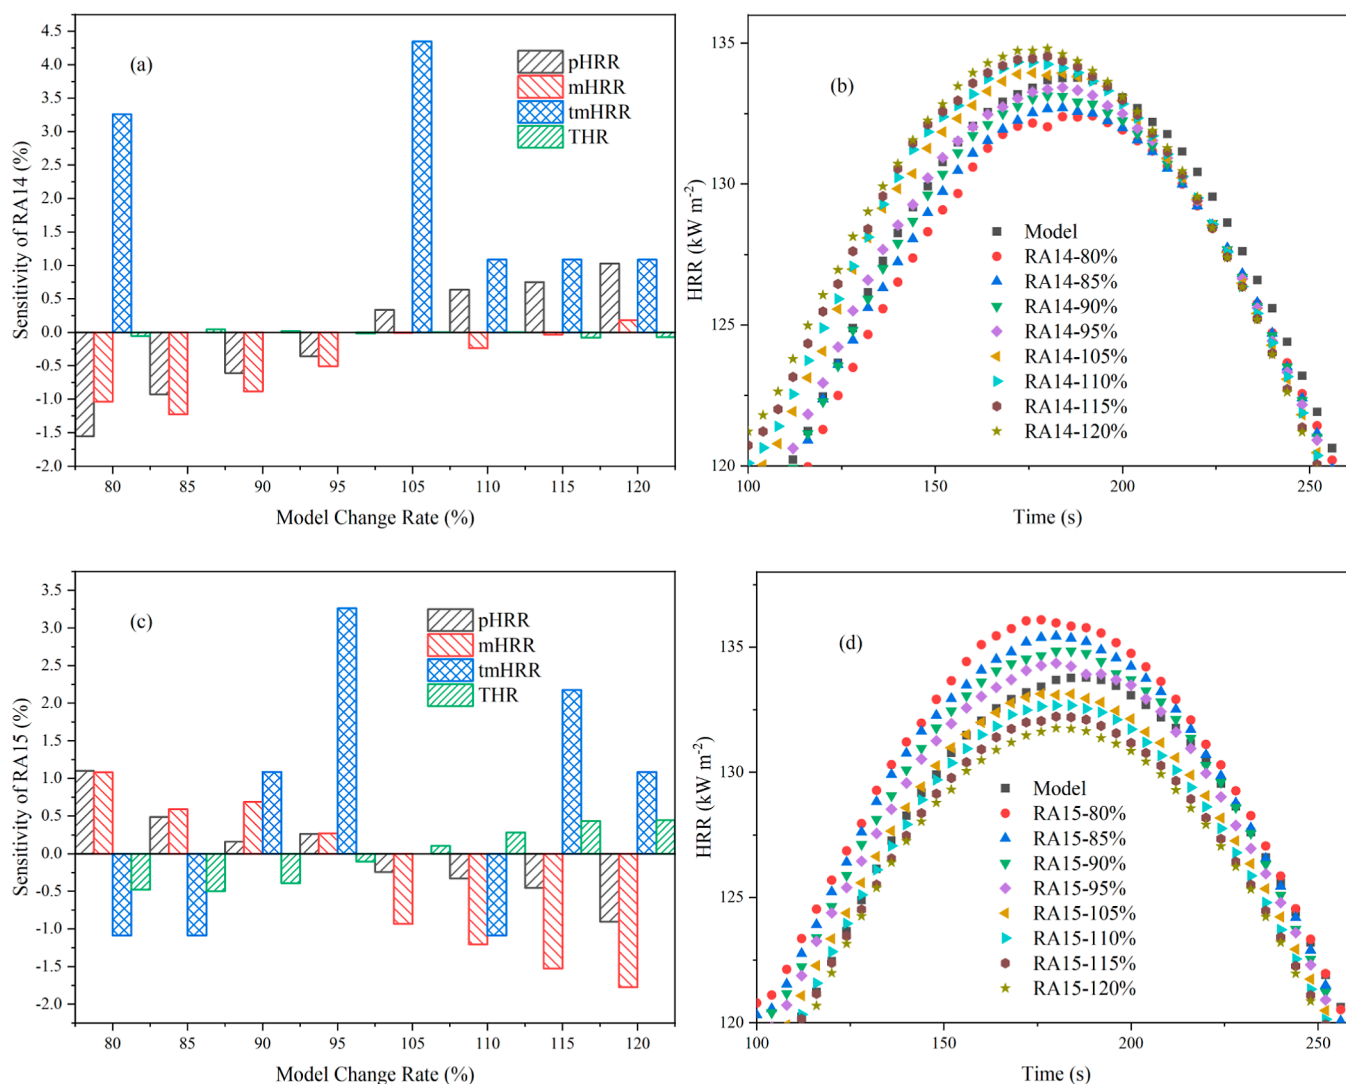 (a)
pHRR
mHRR
tmHRR
THR
4.5
4.0
3.5
3.0
2.5
2.0
1.5
1.0
0.5
0.0
-0.5
-1.0
-1.5
-2.0
Sensitivity of RA14 (%)
80 85 90 95 105 110 115 120
Model Change Rate (%)
(b)
135
130
125
120
HRR (kW m-2)
Model
RA14-80%
RA14-85%
RA14-90%
RA14-95%
RA14-105%
RA14-110%
RA14-115%
RA14-120%
100 150 200 250
Time (s)
(c)
pHRR
mHRR
tmHRR
THR
3.5
3.0
2.5
2.0
1.5
1.0
0.5
0.0
-0.5
-1.0
-1.5
-2.0
Sensitivity of RA15 (%)
80 85 90 95 105 110 115 120
Model Change Rate (%)
(d)
135
130
125
120
HRR (kW m-2)
Model
RA15-80%
RA15-85%
RA15-90%
RA15-95%
RA15-105%
RA15-110%
RA15-115%
RA15-120%
100 150 200 250
Time (s)